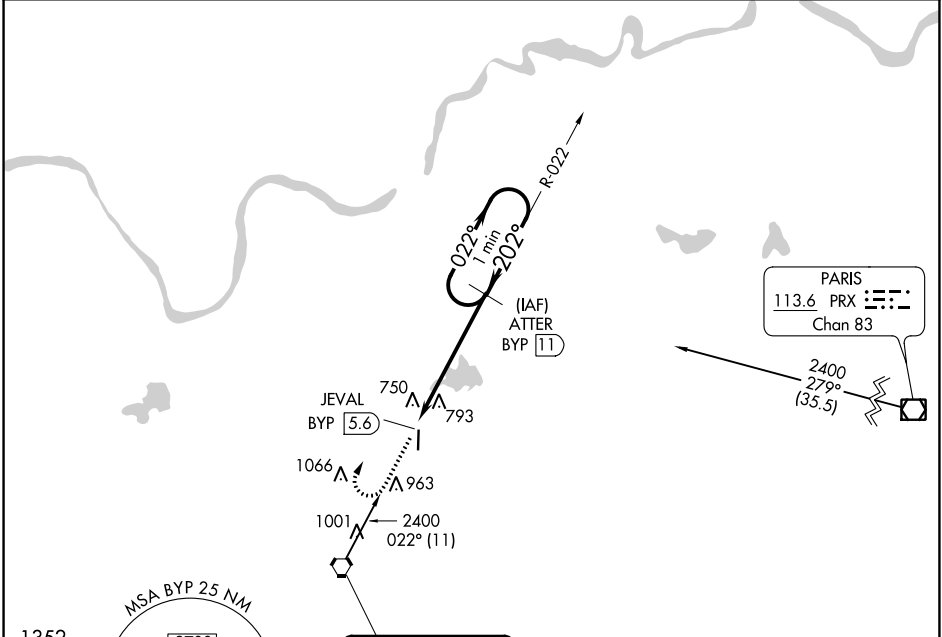 R-022
022°
1 min
202°
(IAF)
ATTER
BYP 11
PARIS
113.6 PRX
Chan 83
2400
279°
(35.5)
750
793
JEVAL
BYP 5.6
1066
963
1001
2400
022° (11)
MSA BYP 25 NM